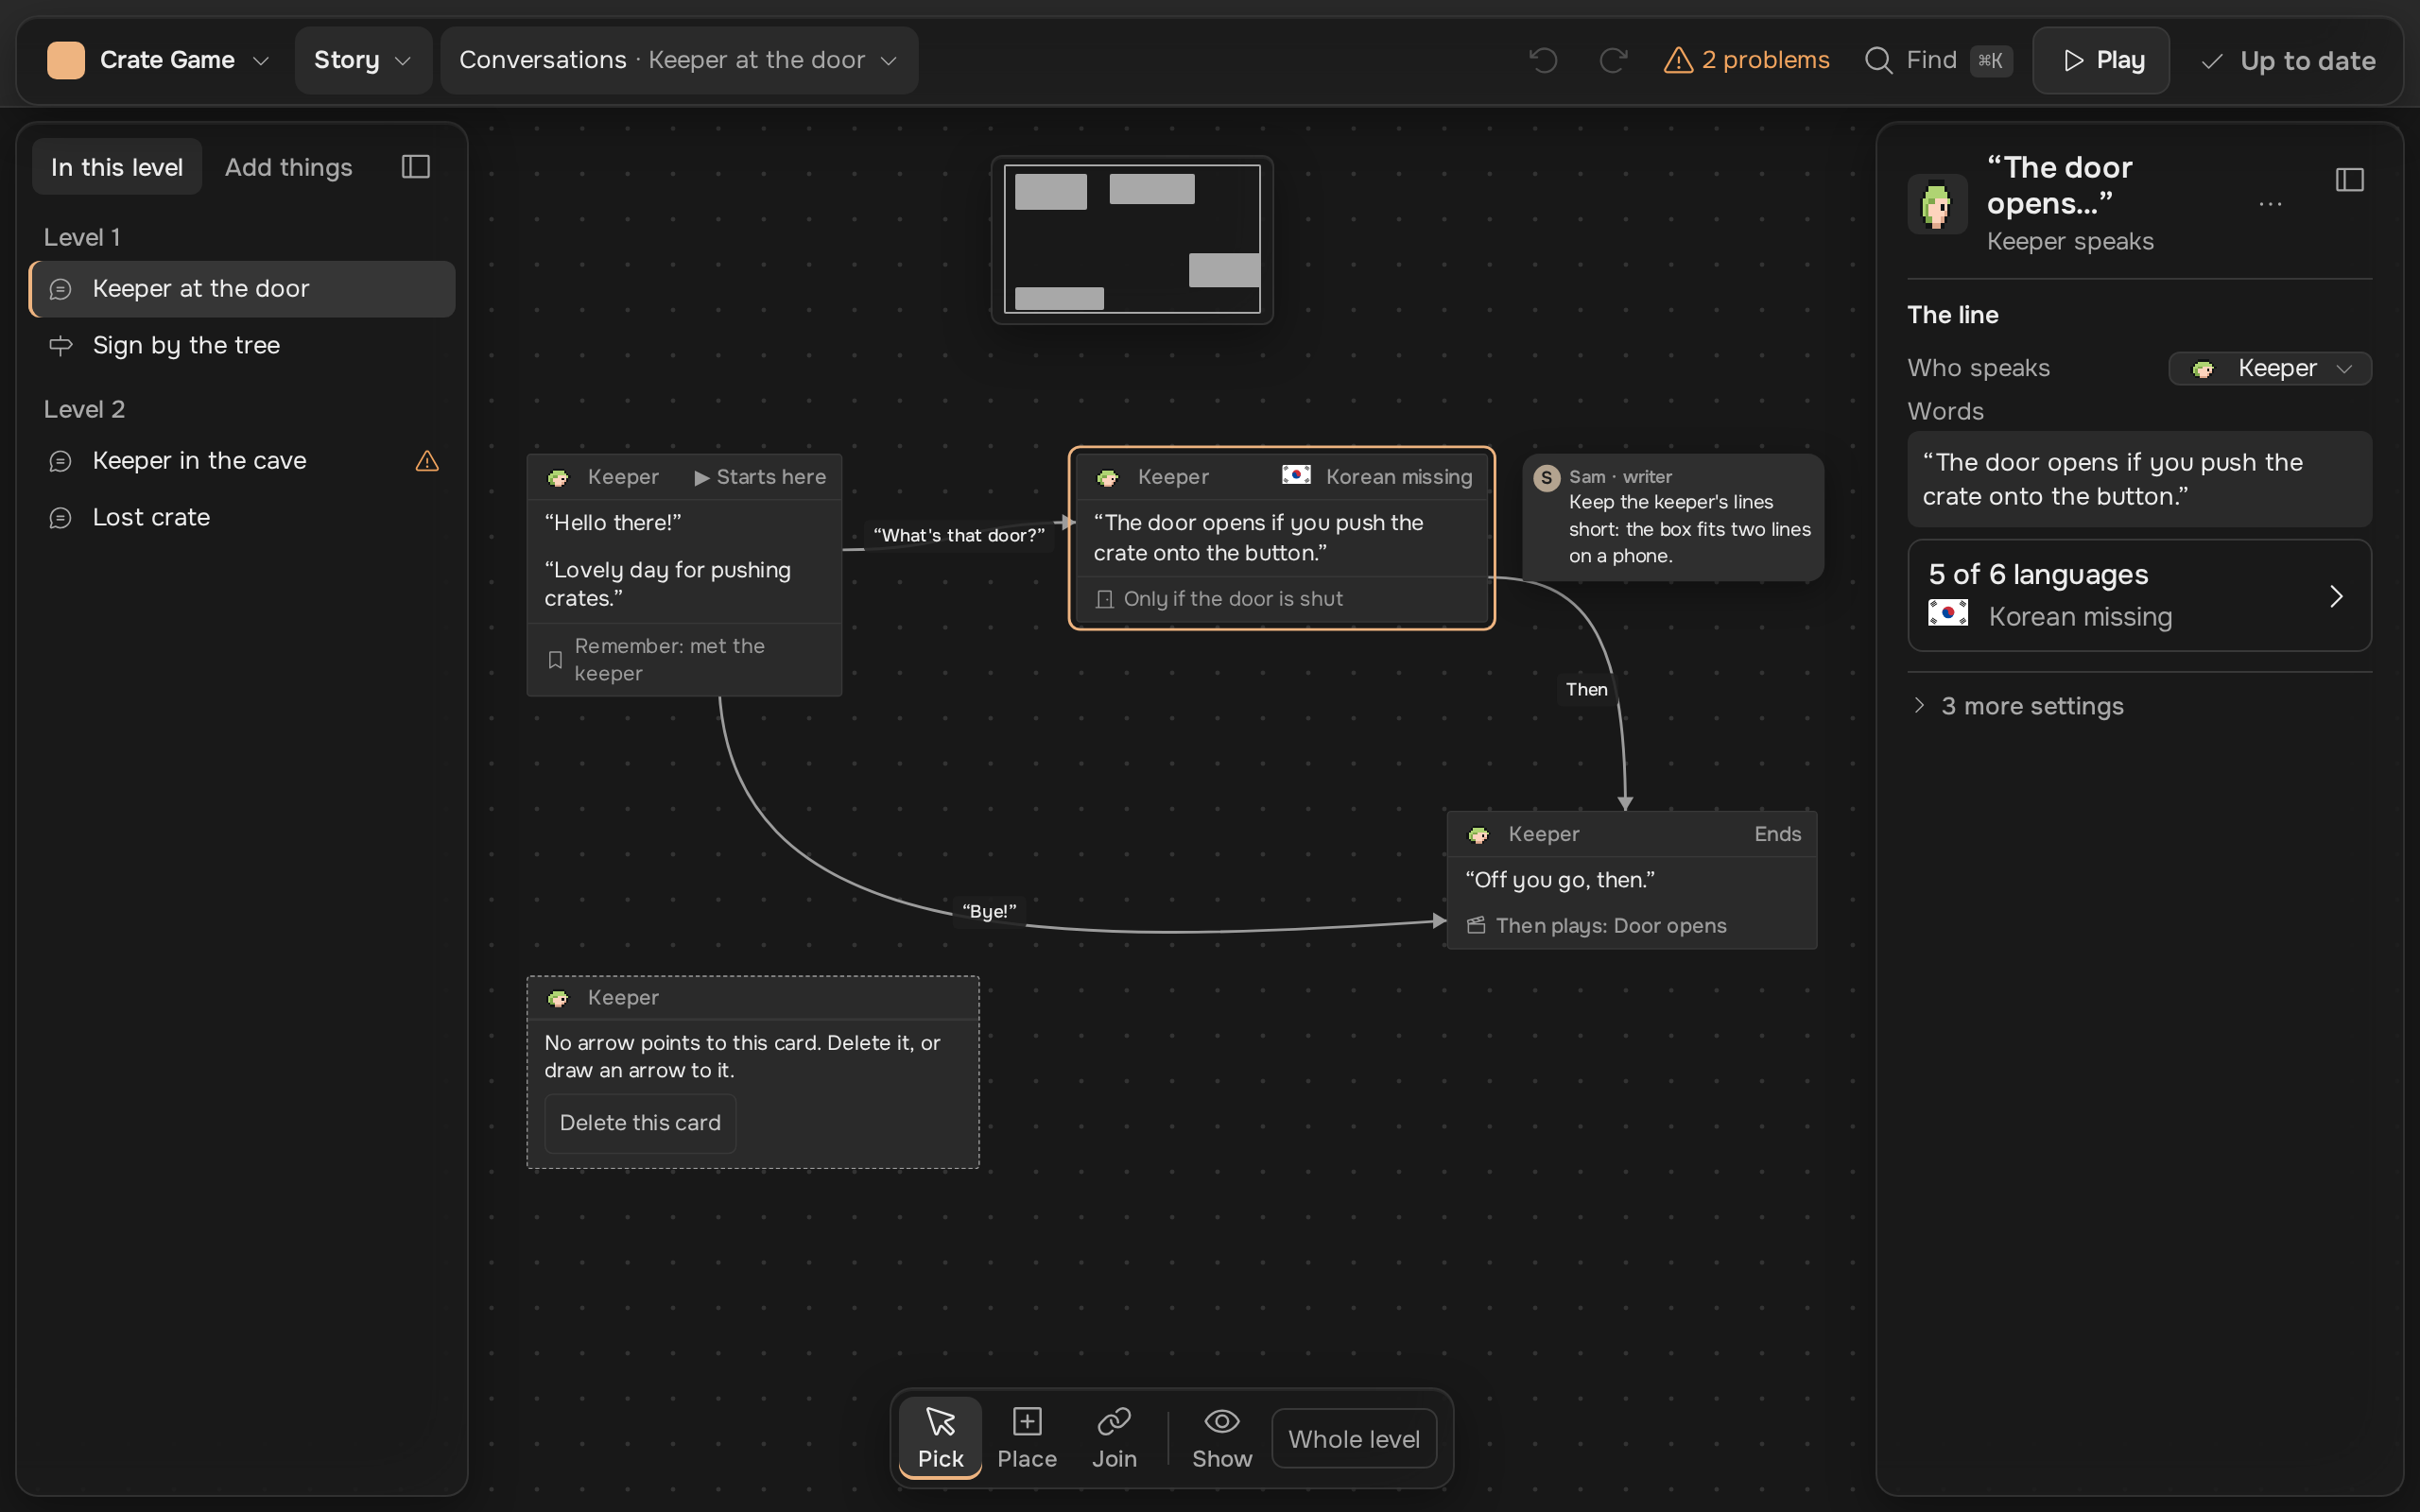 Crate Game
Story
Conversations · Keeper at the door
2 problems
Find ⌘K
Play
Up to date
In this level
Add things
Level 1
Keeper at the door
Sign by the tree
Level 2
Keeper in the cave
Lost crate
Keeper
▶ Starts here
“Hello there!”
“Lovely day for pushing
crates.”
Remember: met the
keeper
“What's that door?”
Keeper
Korean missing
“The door opens if you push the
crate onto the button.”
Only if the door is shut
S
Sam · writer
Keep the keeper's lines
short: the box fits two lines
on a phone.
Then
“Bye!”
Keeper
Ends
“Off you go, then.”
Then plays: Door opens
Keeper
No arrow points to this card. Delete it, or
draw an arrow to it.
Delete this card
Pick
Place
Join
Show
Whole level
“The door
opens…”
Keeper speaks
...
The line
Who speaks
Keeper
Words
“The door opens if you push the
crate onto the button.”
5 of 6 languages
Korean missing
3 more settings